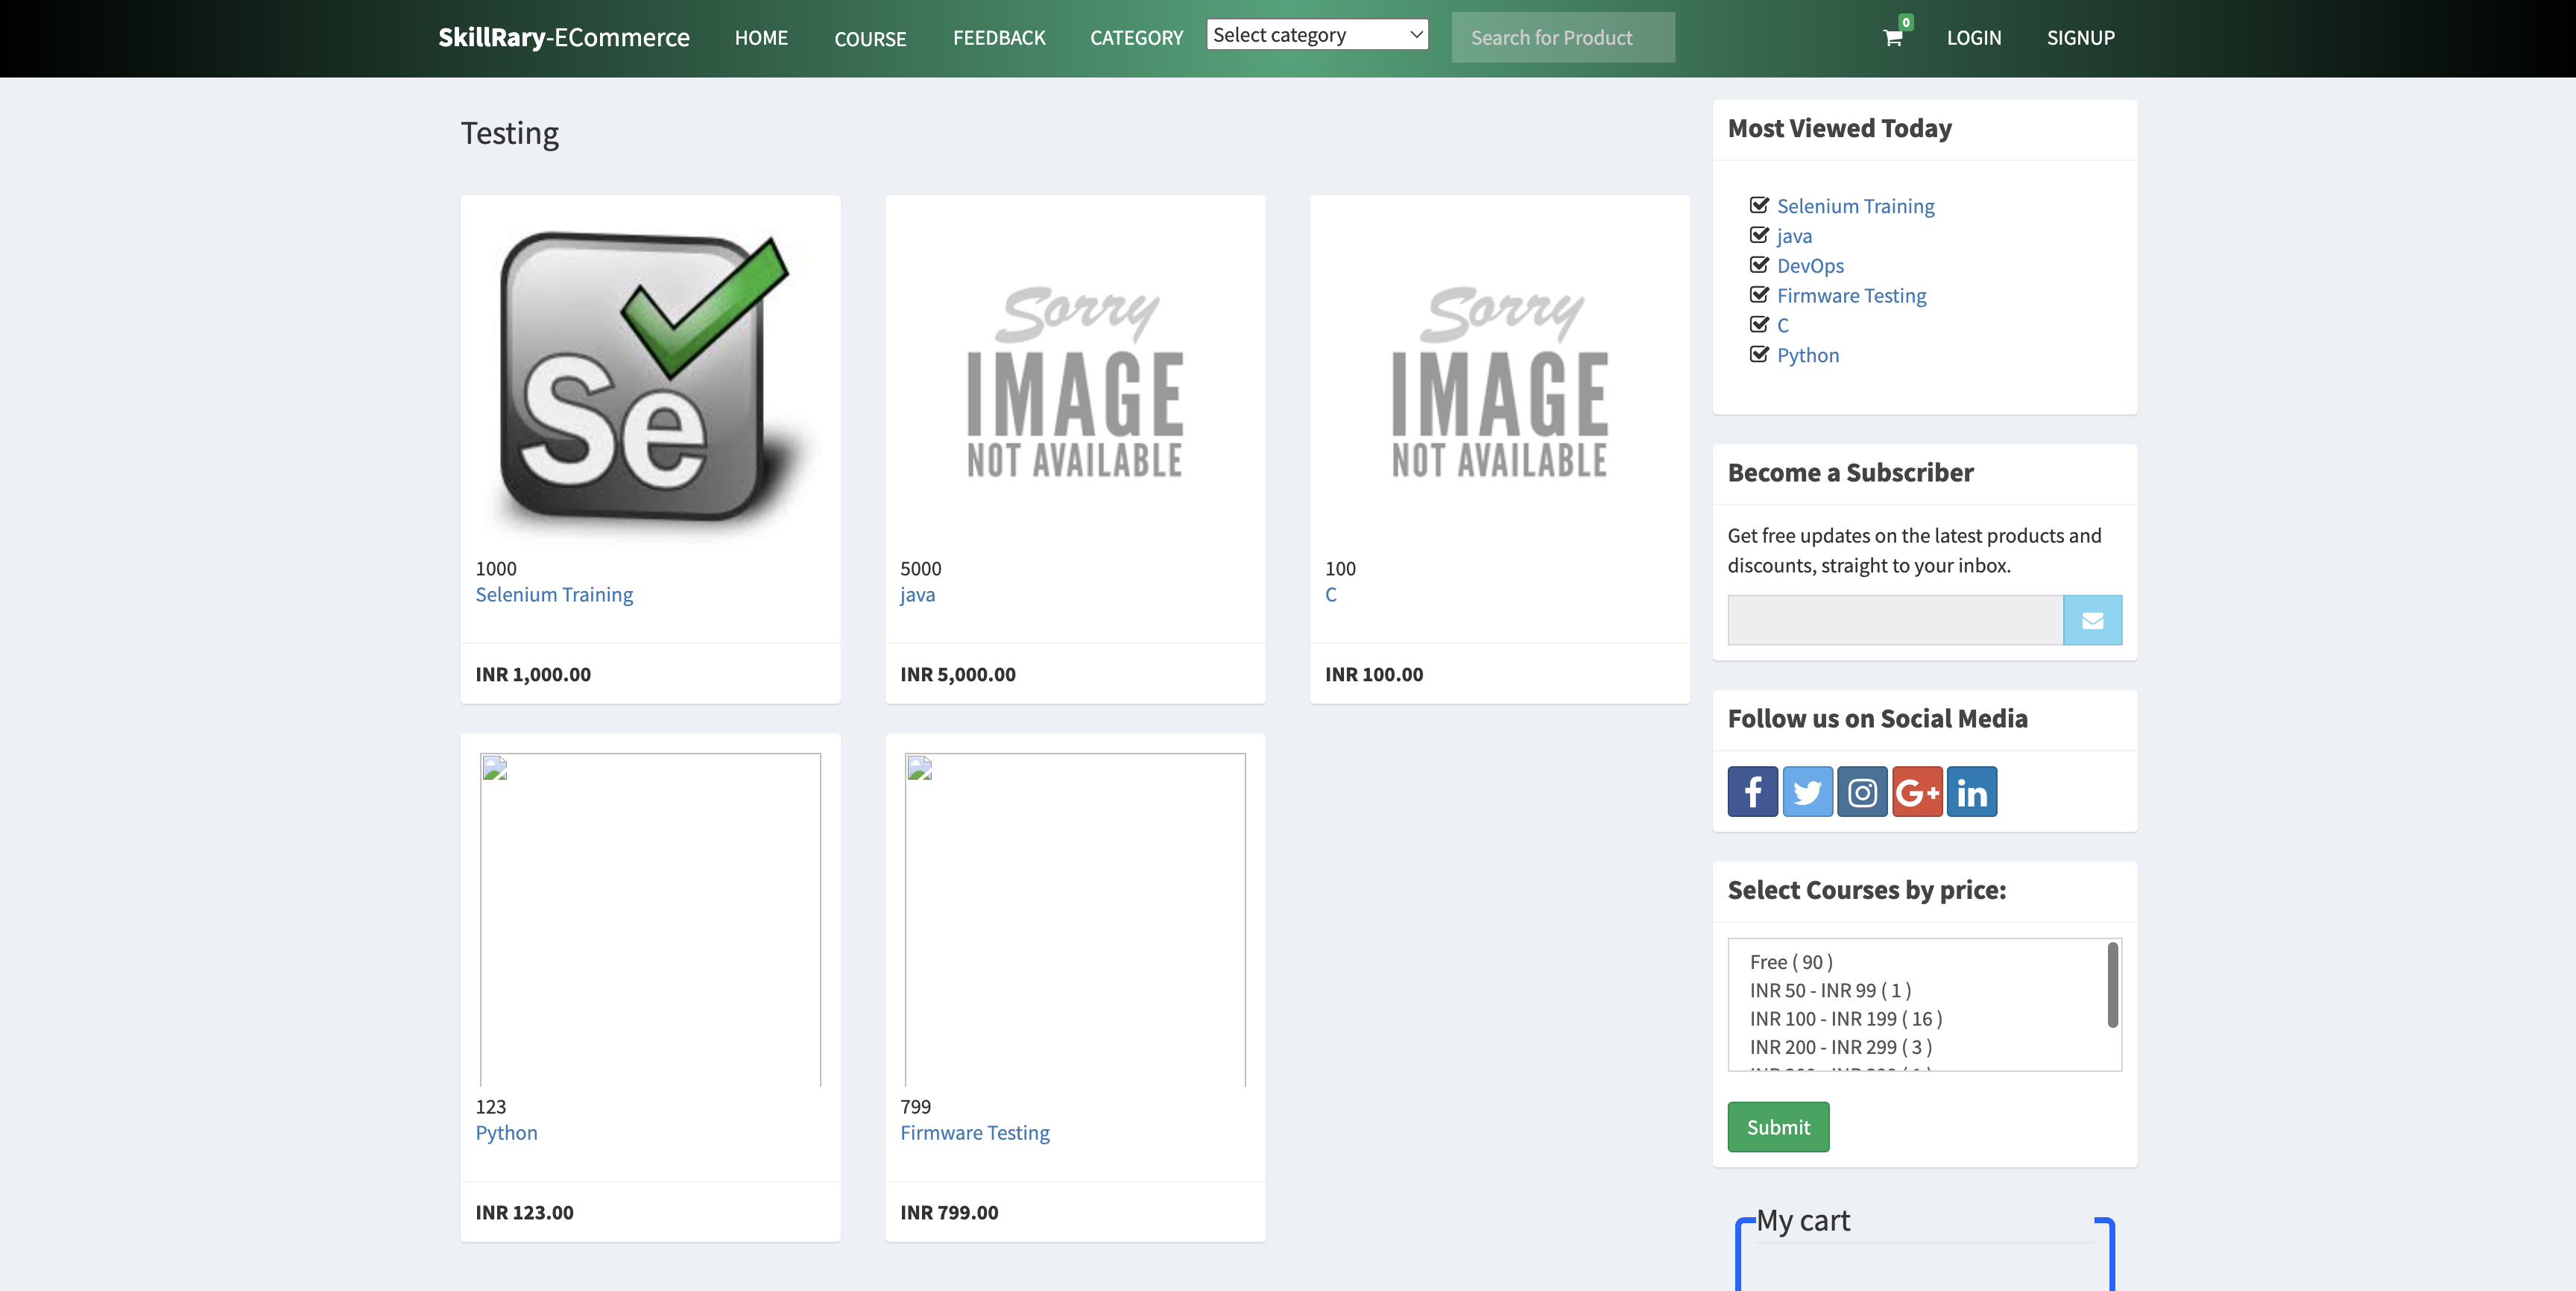 SkillRary-ECommerce
HOME
COURSE
FEEDBACK
CATEGORY
Select category
Search for Product
0
LOGIN
SIGNUP
Testing
Se
1000
Selenium Training
INR 1,000.00
Sorry
IMAGE
NOT AVAILABLE
5000
java
INR 5,000.00
Sorry
IMAGE
NOT AVAILABLE
100
C
INR 100.00
123
Python
INR 123.00
799
Firmware Testing
INR 799.00
Most Viewed Today
Selenium Training
java
DevOps
Firmware Testing
C
Python
Become a Subscriber
Get free updates on the latest products and
discounts, straight to your inbox.
Follow us on Social Media
f
G+
in
Select Courses by price:
Free ( 90 )
INR 50 - INR 99 ( 1 )
INR 100 - INR 199 ( 16 )
INR 200 - INR 299 ( 3 )
Submit
My cart